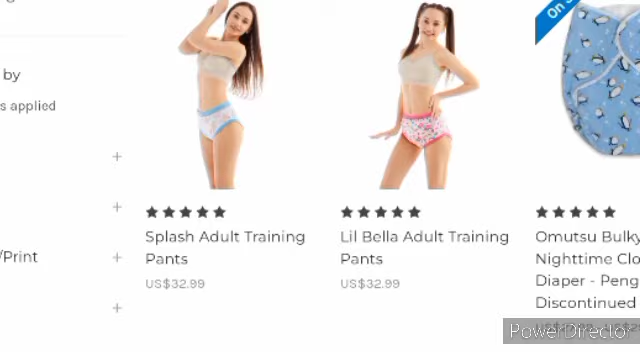 On S
by
s applied
/Print
Splash Adult Training
Pants
US$32.99
Lil Bella Adult Training
Pants
US$32.99
Omutsu Bulky
Nighttime Clo
Diaper - Peng
Discontinued
PowerDirector